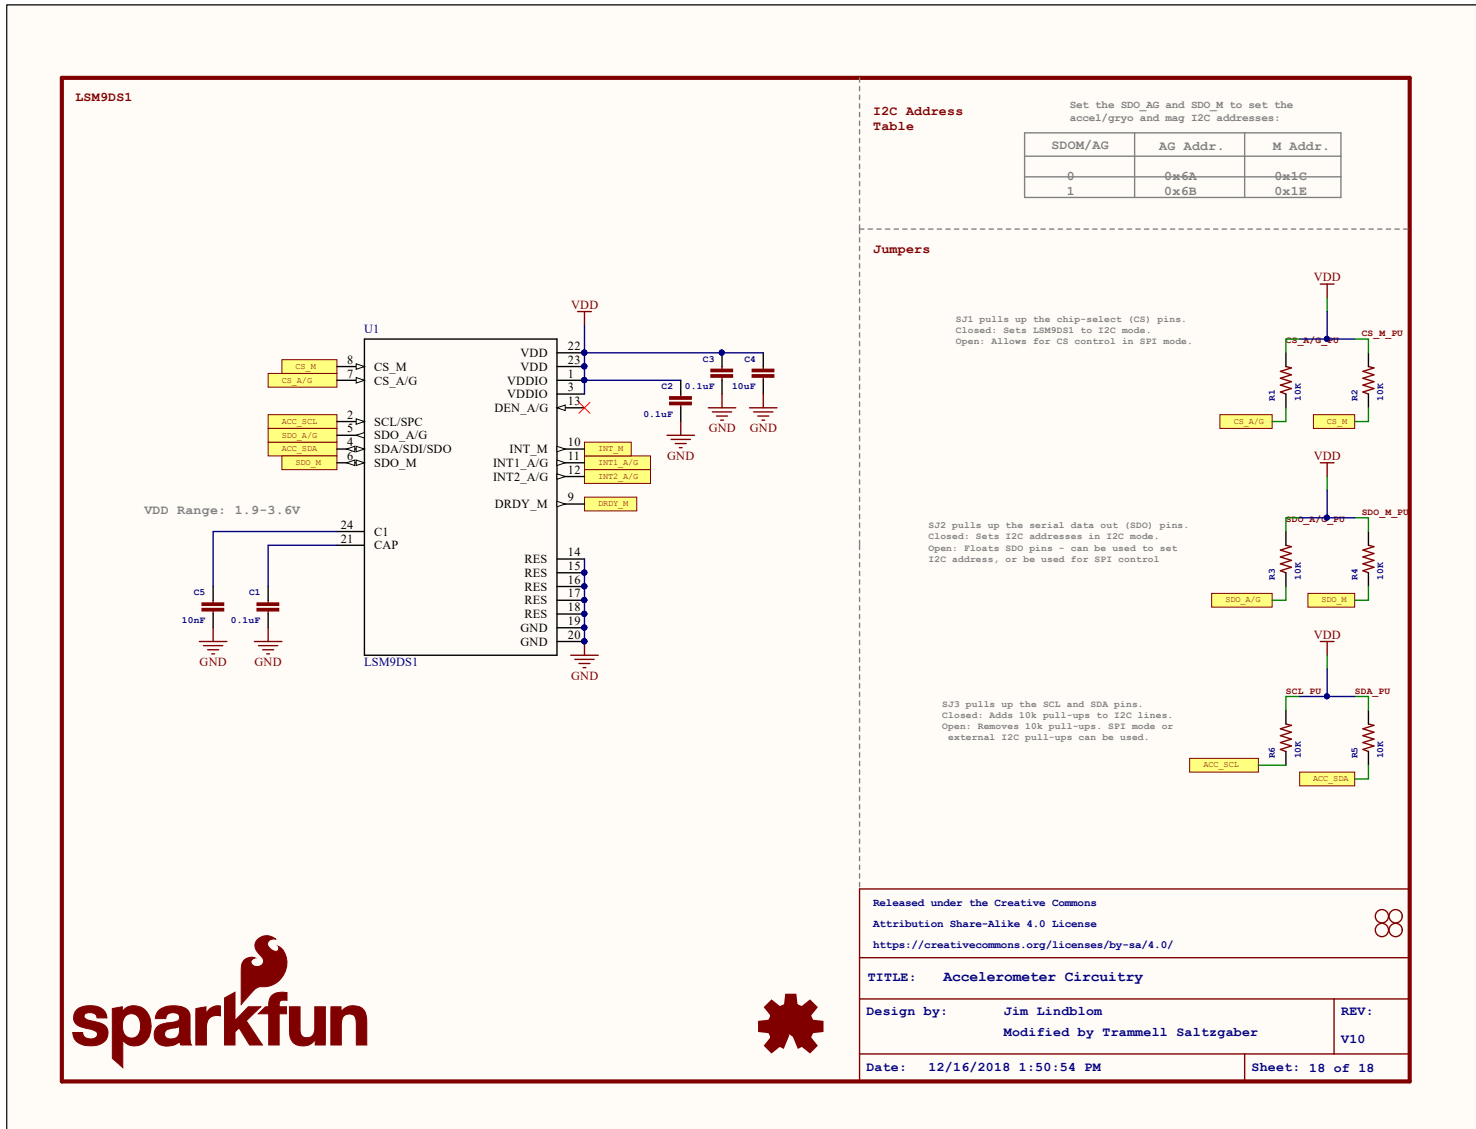 LSM9DS1
I2C Address
Table
Set the SDO_AG and SDO_M to set the
accel/gryo and mag I2C addresses:
SDOM/AG AG Addr. M Addr.
0 0x6A 0x1C
1 0x6B 0x1E
Jumpers
SJ1 pulls up the chip-select (CS) pins.
Closed: Sets LSM9DS1 to I2C mode.
Open: Allows for CS control in SPI mode.
VDD
CS_A/G_PU
CS_M_PU
R1
10K
R2
10K
CS_A/G
CS_M
SJ2 pulls up the serial data out (SDO) pins.
Closed: Sets I2C addresses in I2C mode.
Open: Floats SDO pins - can be used to set
I2C address, or be used for SPI control
VDD
SDO_A/G_PU
SDO_M_PU
R3
10K
R4
10K
SDO_A/G
SDO_M
SJ3 pulls up the SCL and SDA pins.
Closed: Adds 10k pull-ups to I2C lines.
Open: Removes 10k pull-ups. SPI mode or
external I2C pull-ups can be used.
VDD
SCL_PU
SDA_PU
R6
10K
R5
10K
ACC_SCL
ACC_SDA
VDD
U1
CS_M 8 CS_M
CS_A/G 7 CS_A/G
ACC_SCL 2 SCL/SPC
SDO_A/G 5 SDO_A/G
ACC_SDA 4 SDA/SDI/SDO
SDO_M 6 SDO_M
VDD Range: 1.9-3.6V
24 C1
21 CAP
VDD 22
VDD 23
VDDIO 1
VDDIO 3
DEN_A/G 13
INT_M 10 INT_M
INT1_A/G 11 INT1_A/G
INT2_A/G 12 INT2_A/G
DRDY_M 9 DRDY_M
RES 14
RES 15
RES 16
RES 17
RES 18
GND 19
GND 20
LSM9DS1
GND
C3
0.1uF
GND
C4
10uF
GND
C2
0.1uF
GND
C5
10nF
GND
C1
0.1uF
GND
sparkfun
Released under the Creative Commons
Attribution Share-Alike 4.0 License
https://creativecommons.org/licenses/by-sa/4.0/
TITLE: Accelerometer Circuitry
Design by: Jim Lindblom
Modified by Trammell Saltzgaber
REV:
V10
Date: 12/16/2018 1:50:54 PM
Sheet: 18 of 18